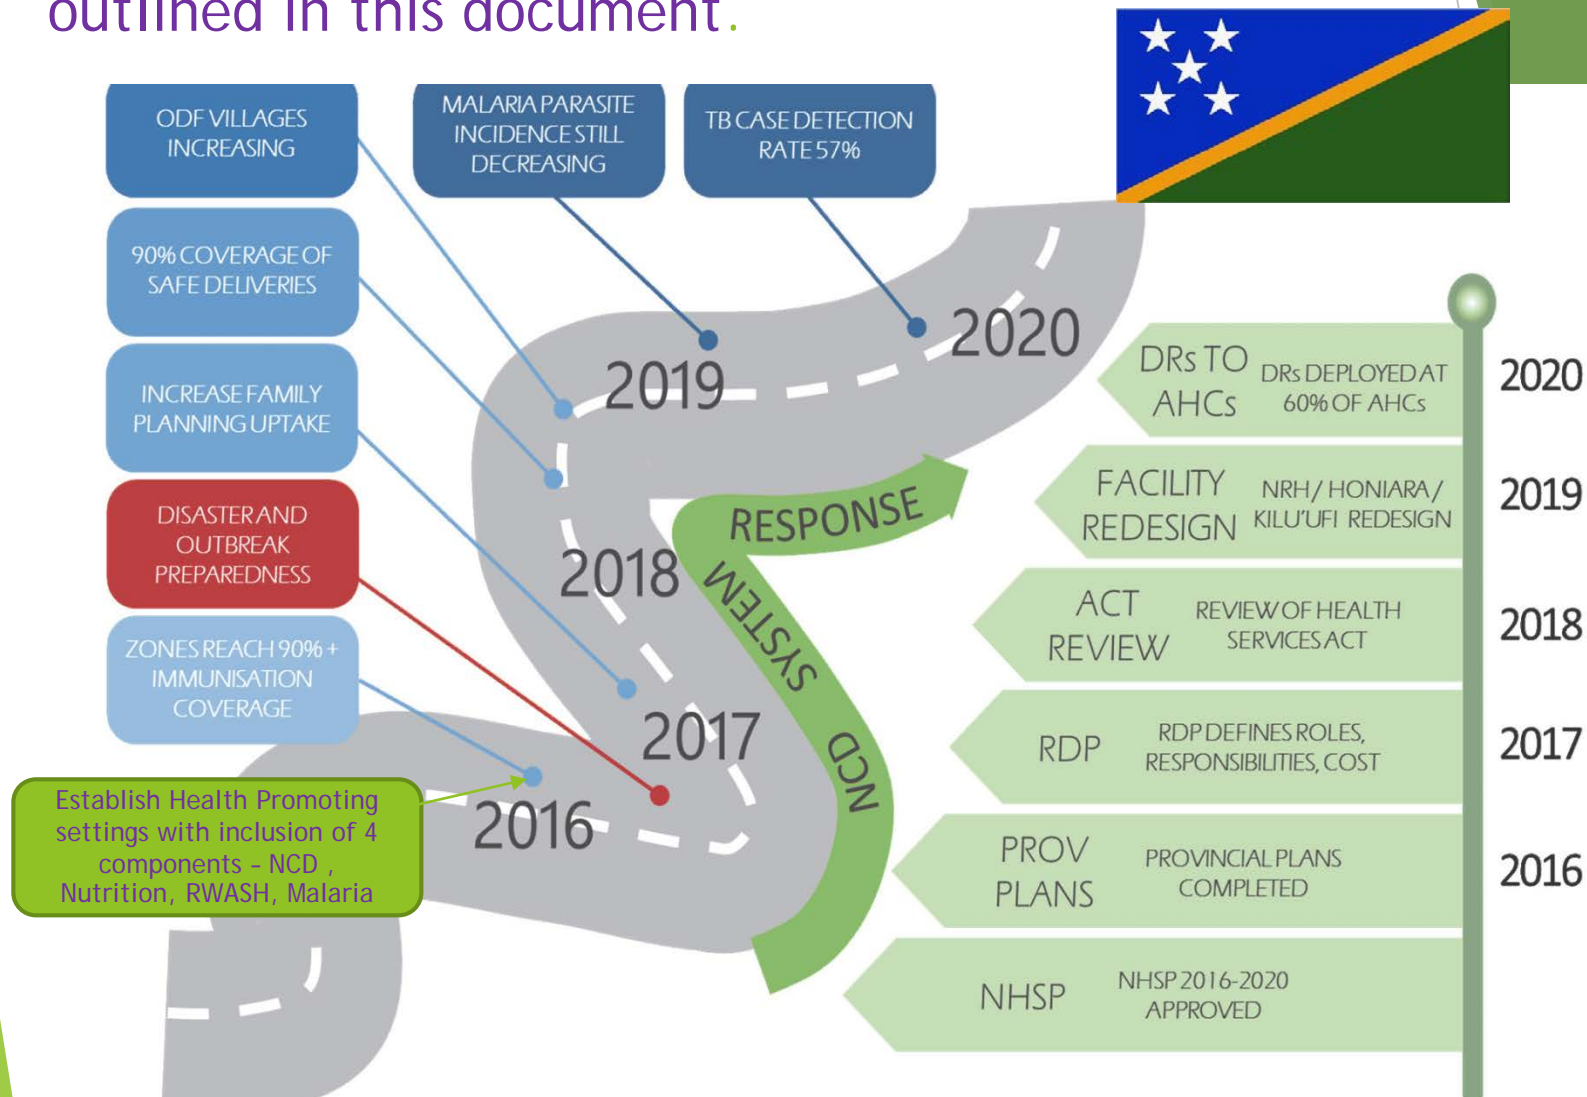 outlined in this document.
ODF VILLAGES
INCREASING
MALARIA PARASITE
INCIDENCE STILL
DECREASING
TB CASE DETECTION
RATE 57%
90% COVERAGE OF
SAFE DELIVERIES
INCREASE FAMILY
PLANNING UPTAKE
DISASTER AND
OUTBREAK
PREPAREDNESS
ZONES REACH 90% +
IMMUNISATION
COVERAGE
Establish Health Promoting
settings with inclusion of 4
components – NCD ,
Nutrition, RWASH, Malaria
2020
2019
2018
2017
2016
NCD SYSTEM RESPONSE
DRs TO
AHCs
DRs DEPLOYED AT
60% OF AHCs
2020
FACILITY
REDESIGN
NRH / HONIARA /
KILU'UFI REDESIGN
2019
ACT
REVIEW
REVIEW OF HEALTH
SERVICES ACT
2018
RDP
RDP DEFINES ROLES,
RESPONSIBILITIES, COST
2017
PROV
PLANS
PROVINCIAL PLANS
COMPLETED
2016
NHSP
NHSP 2016-2020
APPROVED